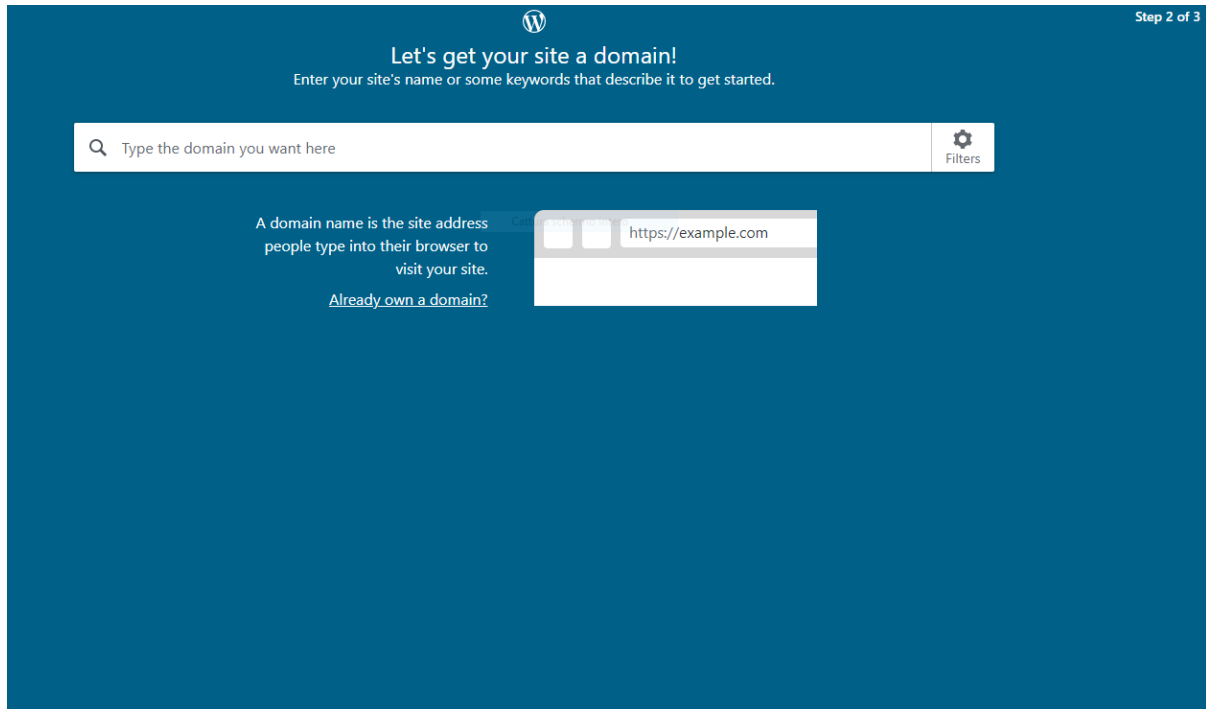 Step 2 of 3
Let's get your site a domain!
Enter your site's name or some keywords that describe it to get started.
Type the domain you want here
Filters
A domain name is the site address
people type into their browser to
visit your site.
Already own a domain?
https://example.com